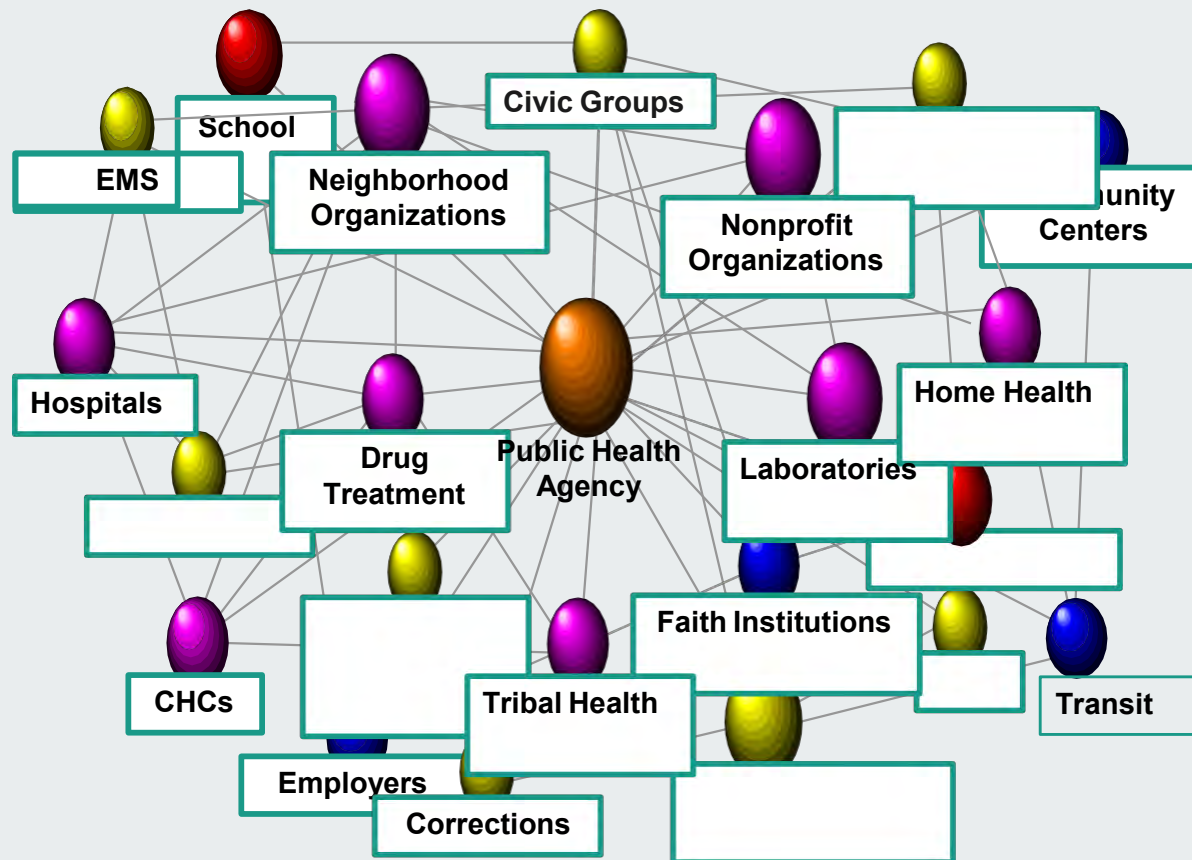 Civic Groups
School
EMS
Neighborhood
Organizations
Nonprofit
Organizations
Centers
Hospitals
Home Health
Drug
Treatment
Public Health
Agency
Laboratories
Faith Institutions
CHCs
Tribal Health
Transit
Employers
Corrections